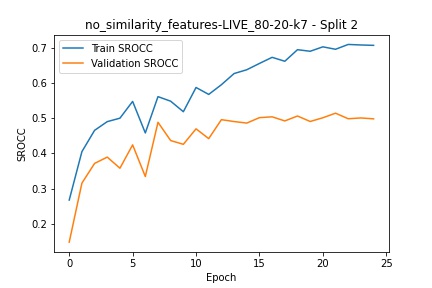 no_similarity_features-LIVE_80-20-k7 - Split 2
Train SROCC
Validation SROCC
0.7
0.6
0.5
0.4
0.3
0.2
SROCC
0
5
10
15
20
25
Epoch